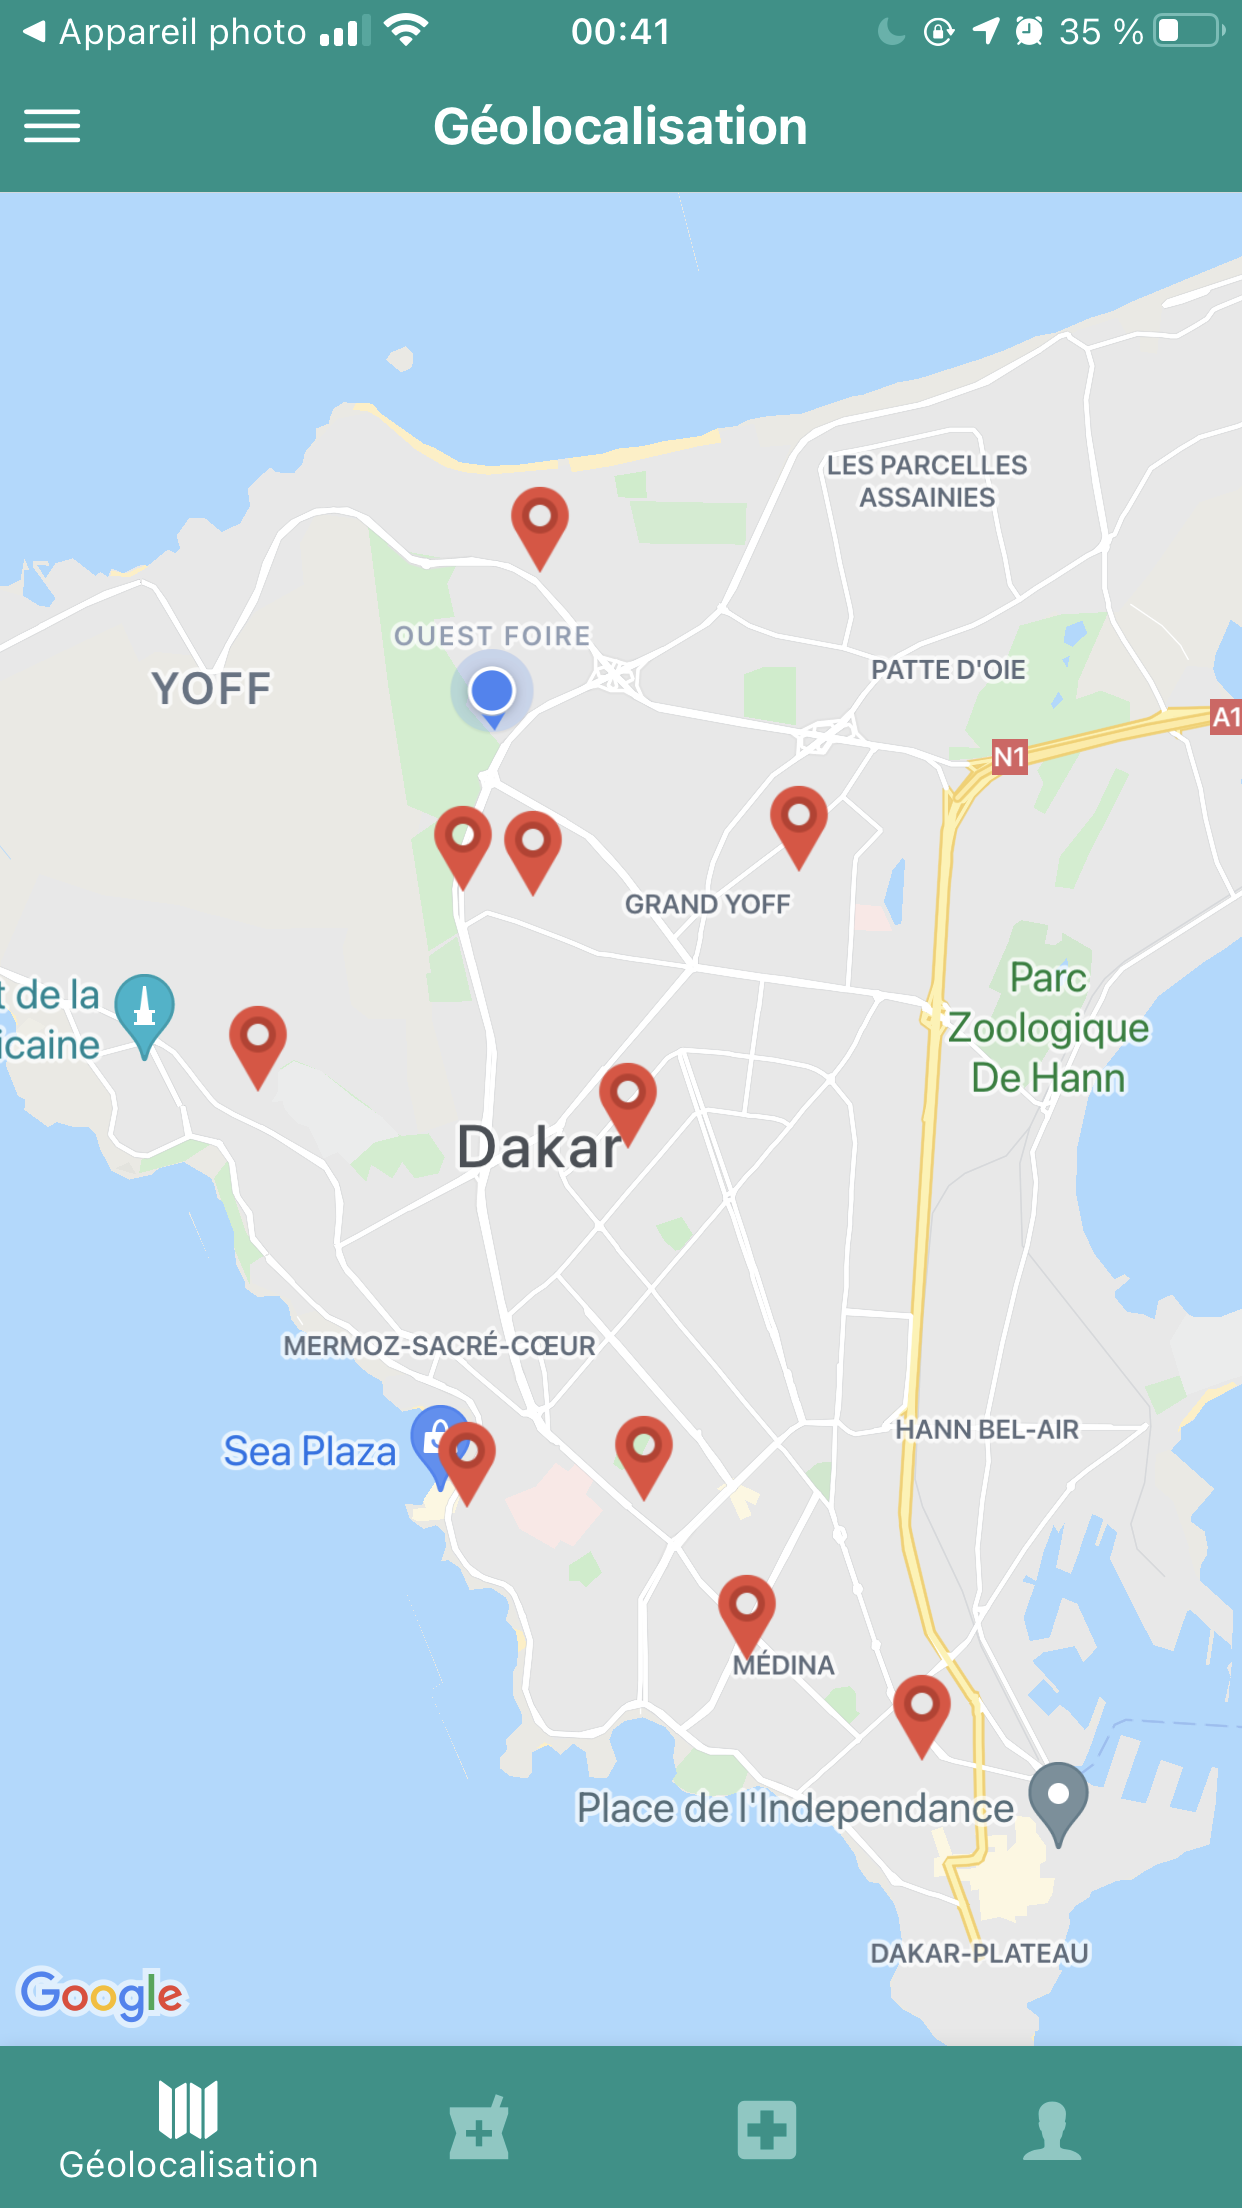 Appareil photo
00:41
35 %
Géolocalisation
LES PARCELLES
ASSAINIES
OUEST FOIRE
YOFF
PATTE D'OIE
A1
N1
GRAND YOFF
t de la
icaine
Parc
Zoologique
De Hann
Dakar
MERMOZ-SACRÉ-CŒUR
Sea Plaza
HANN BEL-AIR
MÉDINA
Place de l'Independance
DAKAR-PLATEAU
Google
Géolocalisation